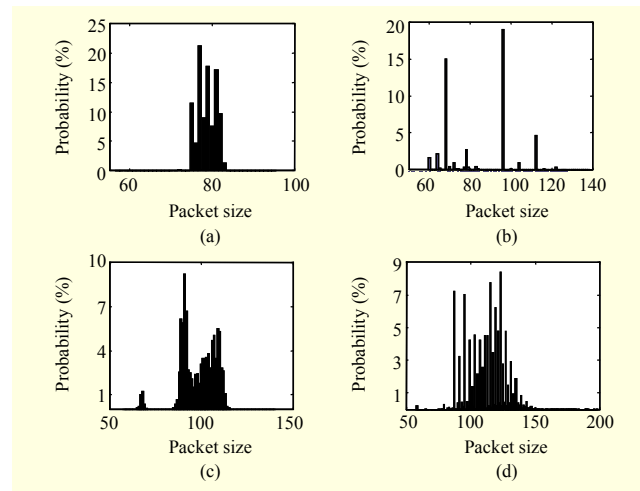 25
20
15
10
5
0
60 80 100
Probability (%)
Packet size
(a)
20
15
10
5
0
60 80 100 120 140
Probability (%)
Packet size
(b)
10
7
4
1
50 100 150
Probability (%)
Packet size
(c)
9
7
5
3
1
50 100 150 200
Probability (%)
Packet size
(d)